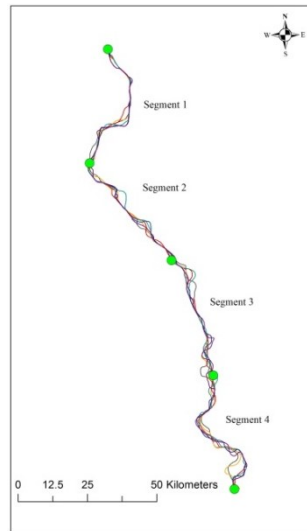 N
W E
S
Segment 1
Segment 2
Segment 3
Segment 4
0 12.5 25 50 Kilometers